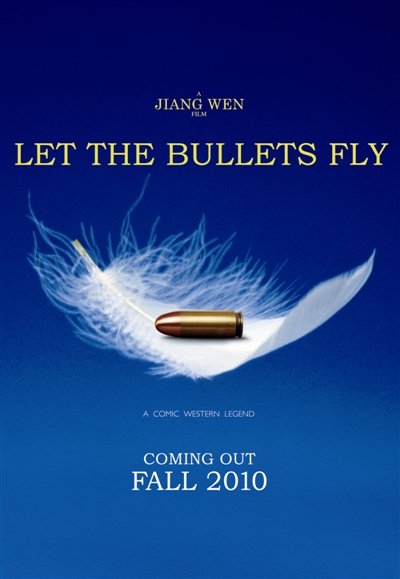 A
JIANG WEN
FILM
LET THE BULLETS FLY
A COMIC WESTERN LEGEND
COMING OUT
FALL 2010